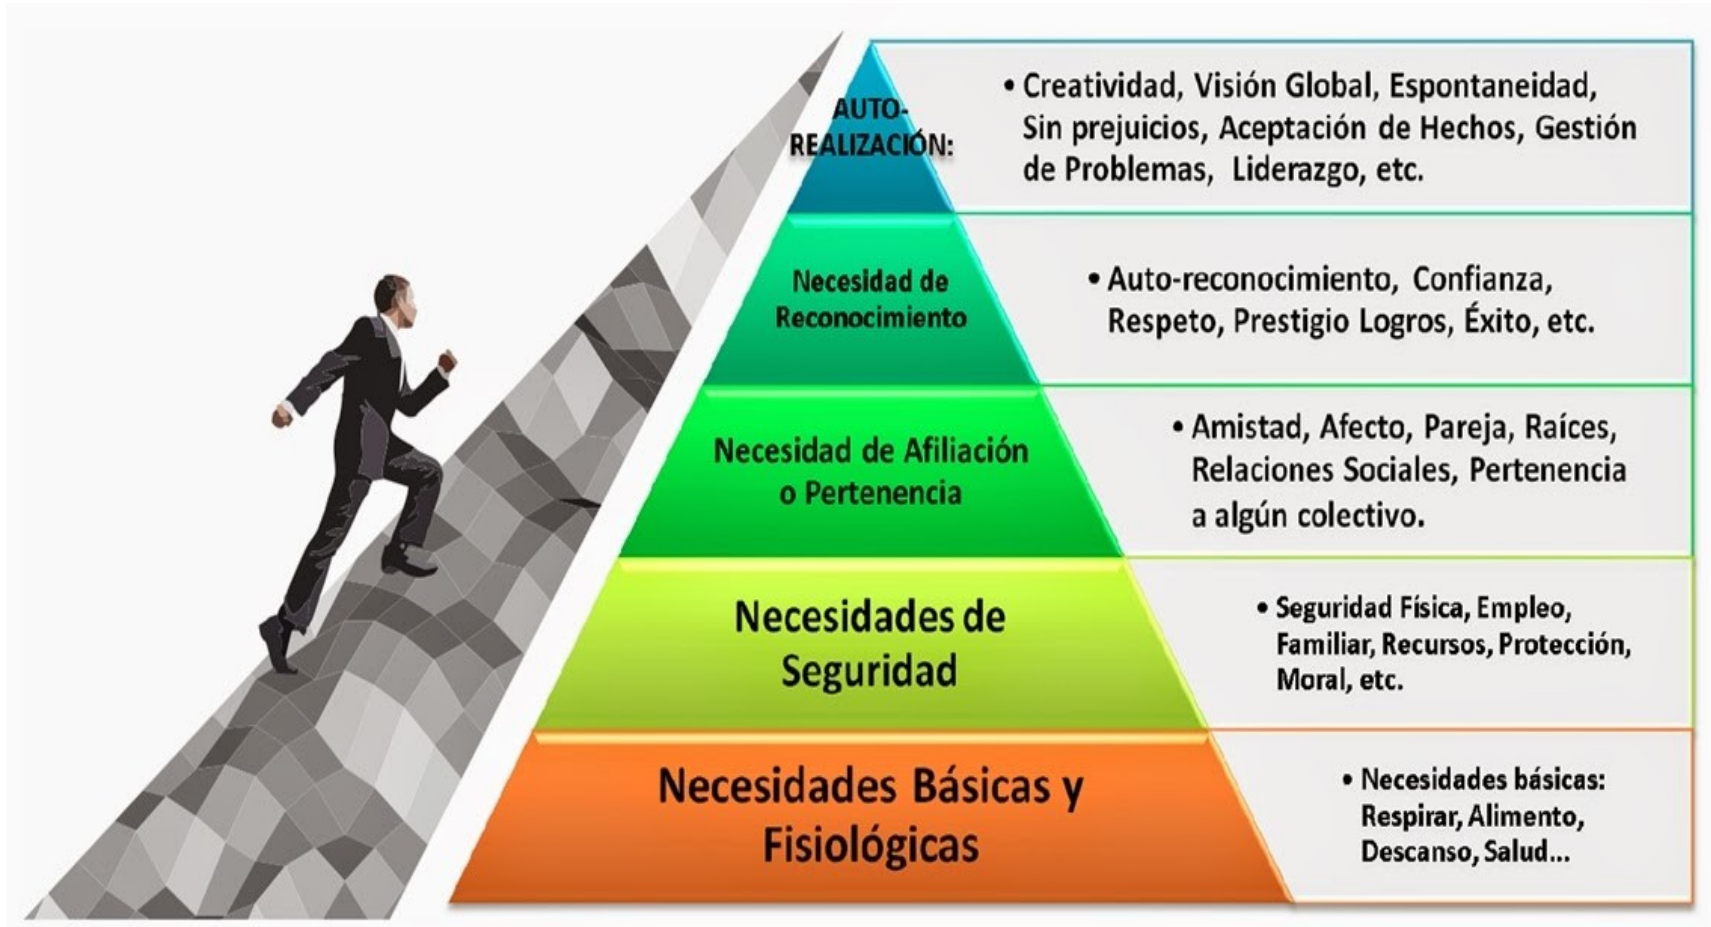 AUTO-
REALIZACIÓN:
• Creatividad, Visión Global, Espontaneidad,
Sin prejuicios, Aceptación de Hechos, Gestión
de Problemas, Liderazgo, etc.
Necesidad de
Reconocimiento
• Auto-reconocimiento, Confianza,
Respeto, Prestigio Logros, Éxito, etc.
Necesidad de Afiliación
o Pertenencia
• Amistad, Afecto, Pareja, Raíces,
Relaciones Sociales, Pertenencia
a algún colectivo.
Necesidades de
Seguridad
• Seguridad Física, Empleo,
Familiar, Recursos, Protección,
Moral, etc.
Necesidades Básicas y
Fisiológicas
• Necesidades básicas:
Respirar, Alimento,
Descanso, Salud...